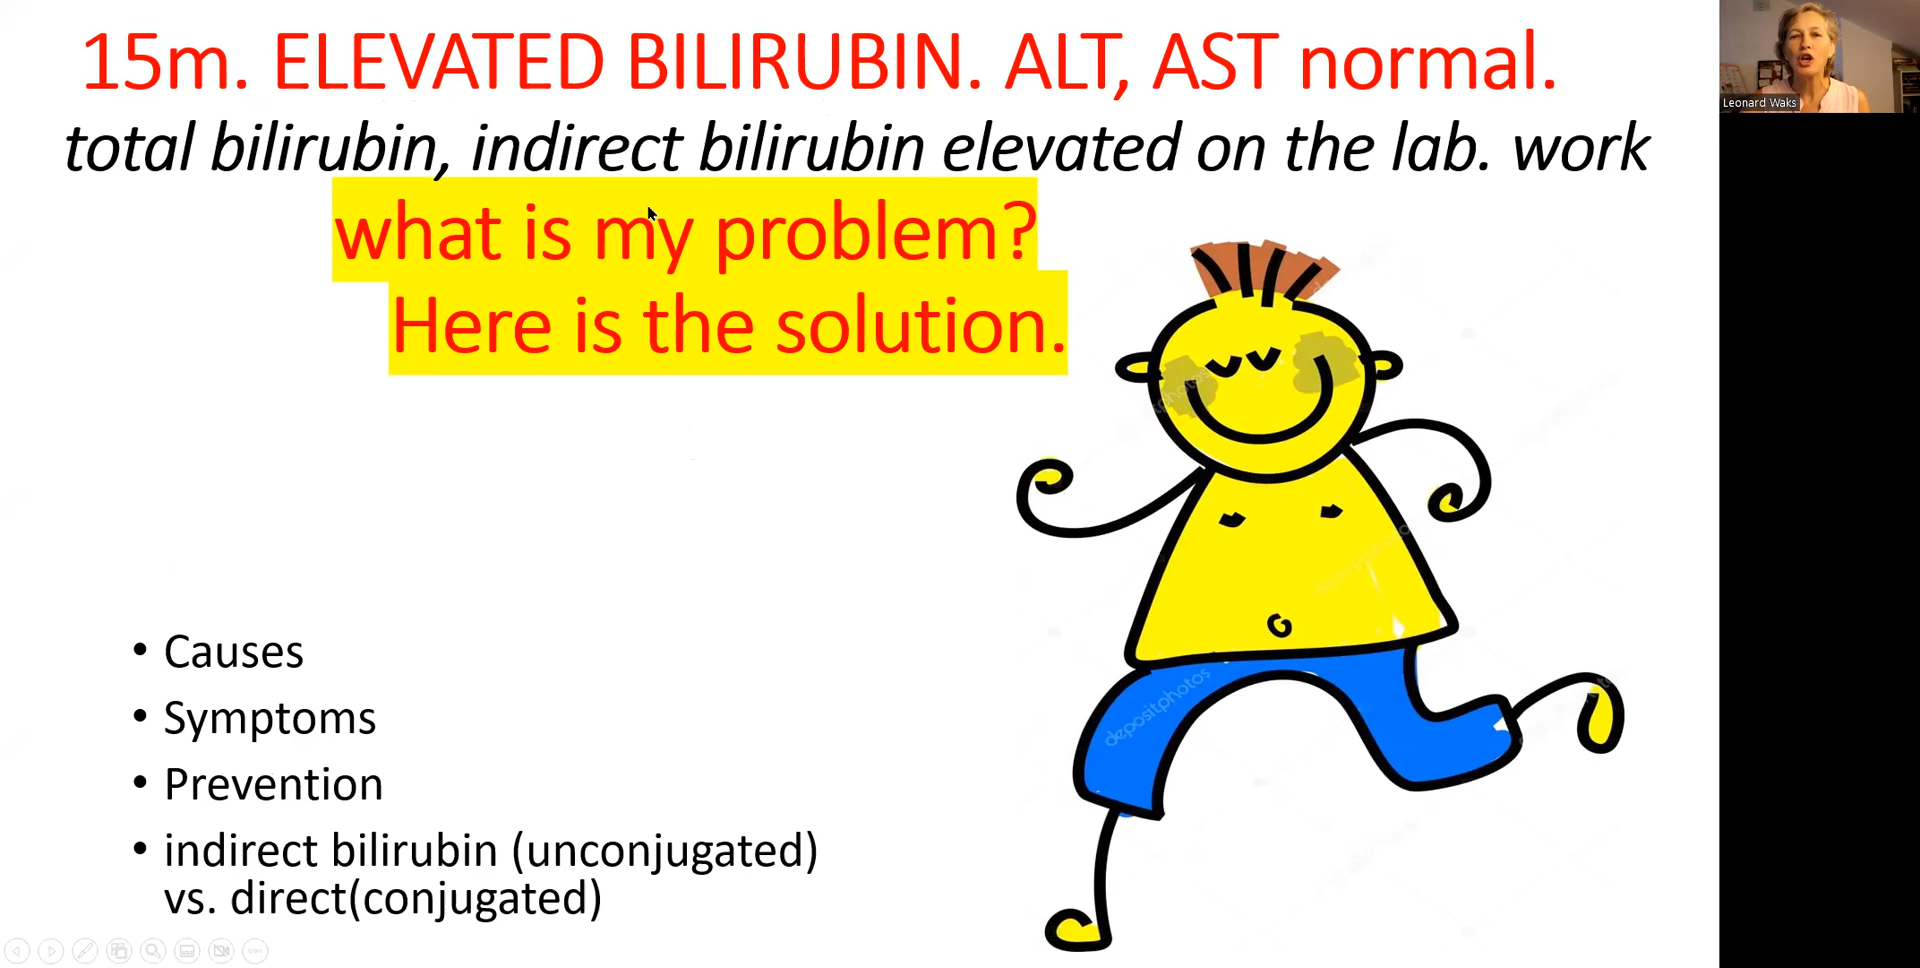 15m. ELEVATED BILIRUBIN. ALT, AST normal.
total bilirubin, indirect bilirubin elevated on the lab. work
what is my problem?
Here is the solution.
Leonard Waks
• Causes
• Symptoms
• Prevention
• indirect bilirubin (unconjugated)
vs. direct(conjugated)
depositphotos